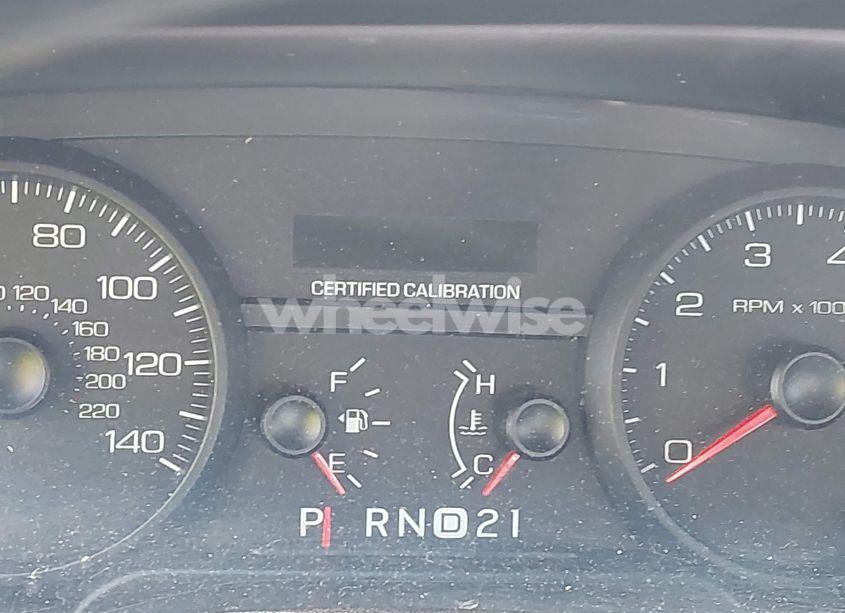 80
100
120
140
120
140
160
180
200
220
CERTIFIED CALIBRATION
wheelwise
F
E
H
C
P RND21
0
1
2
3
4
RPM x 100